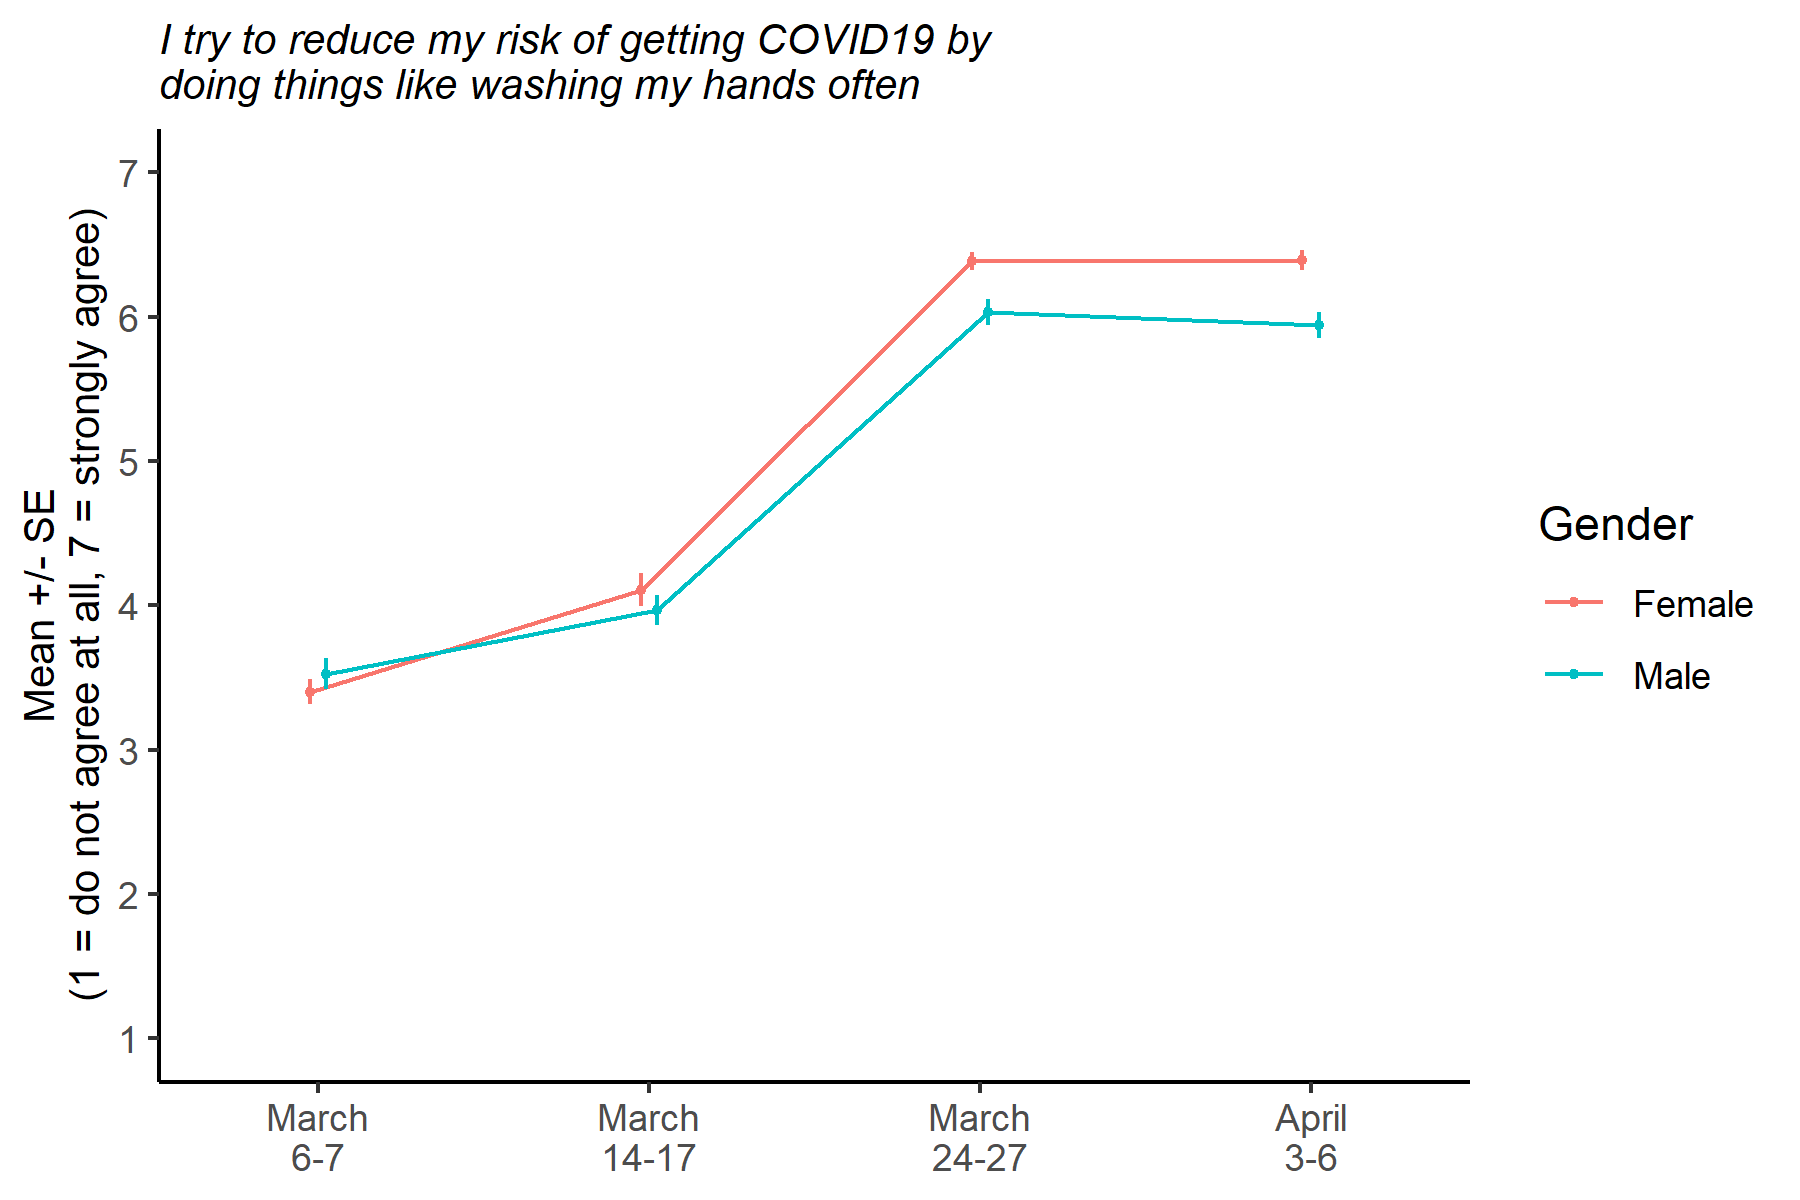 I try to reduce my risk of getting COVID19 by
doing things like washing my hands often
Mean +/- SE
(1 = do not agree at all, 7 = strongly agree)
7
6
5
4
3
2
1
March
6-7
March
14-17
March
24-27
April
3-6
Gender
Female
Male